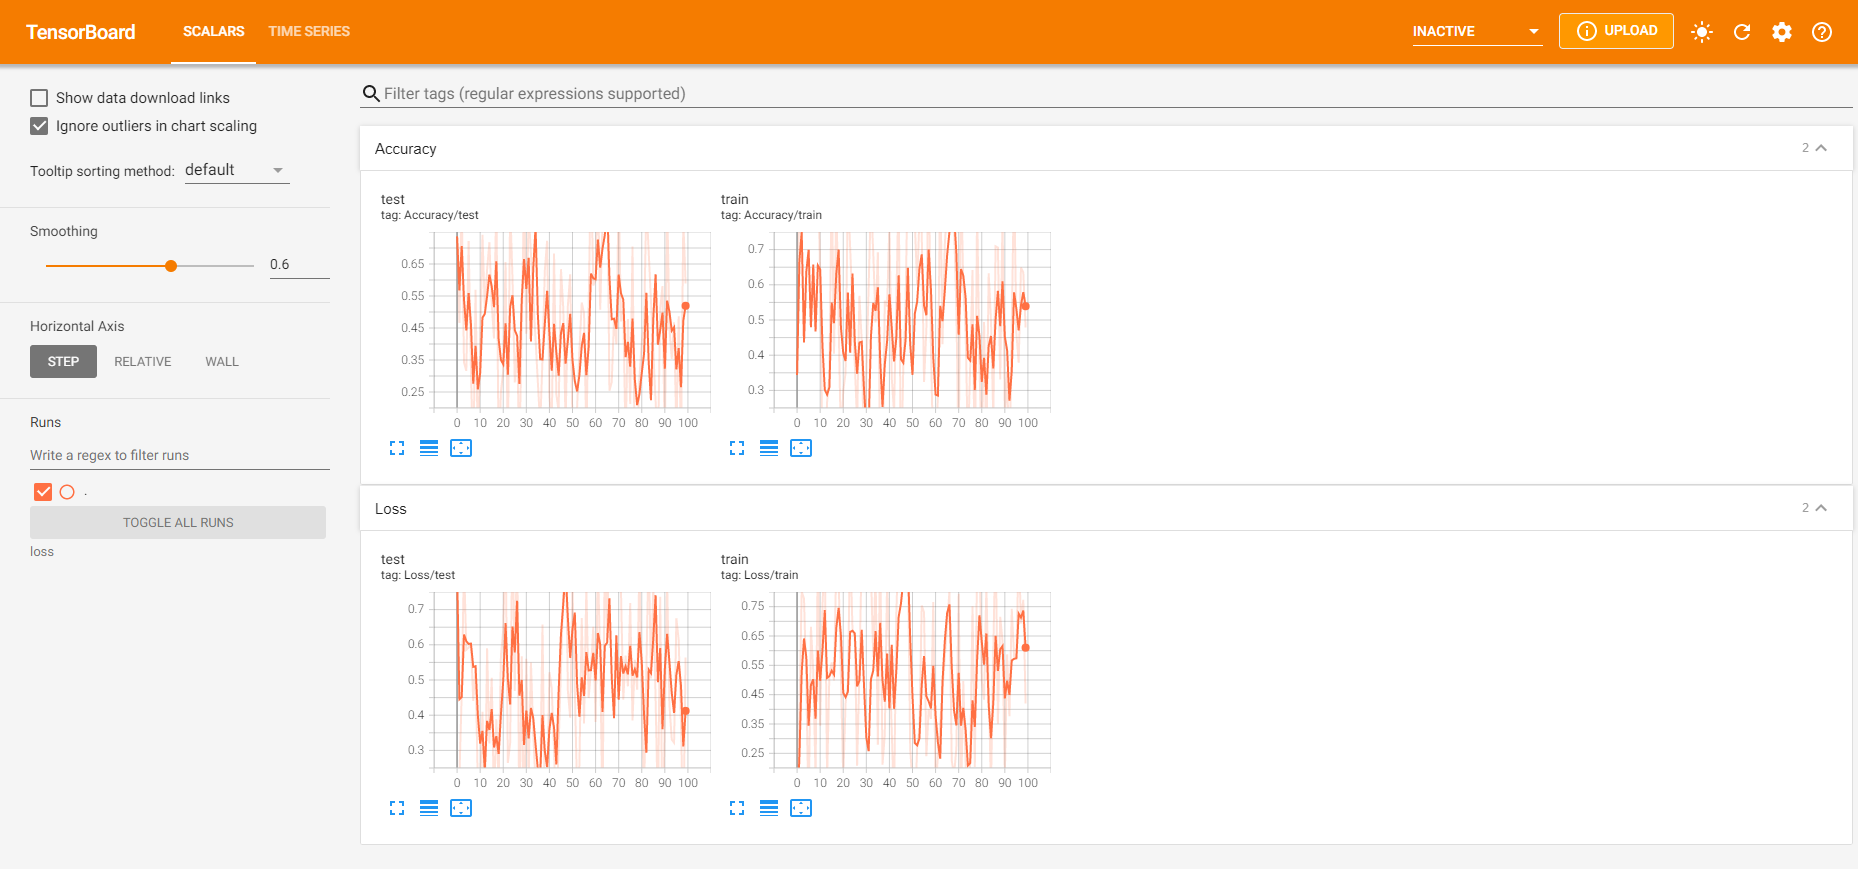 TensorBoard
SCALARS
TIME SERIES
INACTIVE
UPLOAD
Show data download links
Ignore outliers in chart scaling
Tooltip sorting method: default
Smoothing
0.6
Horizontal Axis
STEP
RELATIVE
WALL
Runs
Write a regex to filter runs
.
TOGGLE ALL RUNS
loss
Filter tags (regular expressions supported)
Accuracy
2
test
tag: Accuracy/test
0.65
0.55
0.45
0.35
0.25
0 10 20 30 40 50 60 70 80 90 100
train
tag: Accuracy/train
0.7
0.6
0.5
0.4
0.3
0 10 20 30 40 50 60 70 80 90 100
Loss
2
test
tag: Loss/test
0.7
0.6
0.5
0.4
0.3
0 10 20 30 40 50 60 70 80 90 100
train
tag: Loss/train
0.75
0.65
0.55
0.45
0.35
0.25
0 10 20 30 40 50 60 70 80 90 100